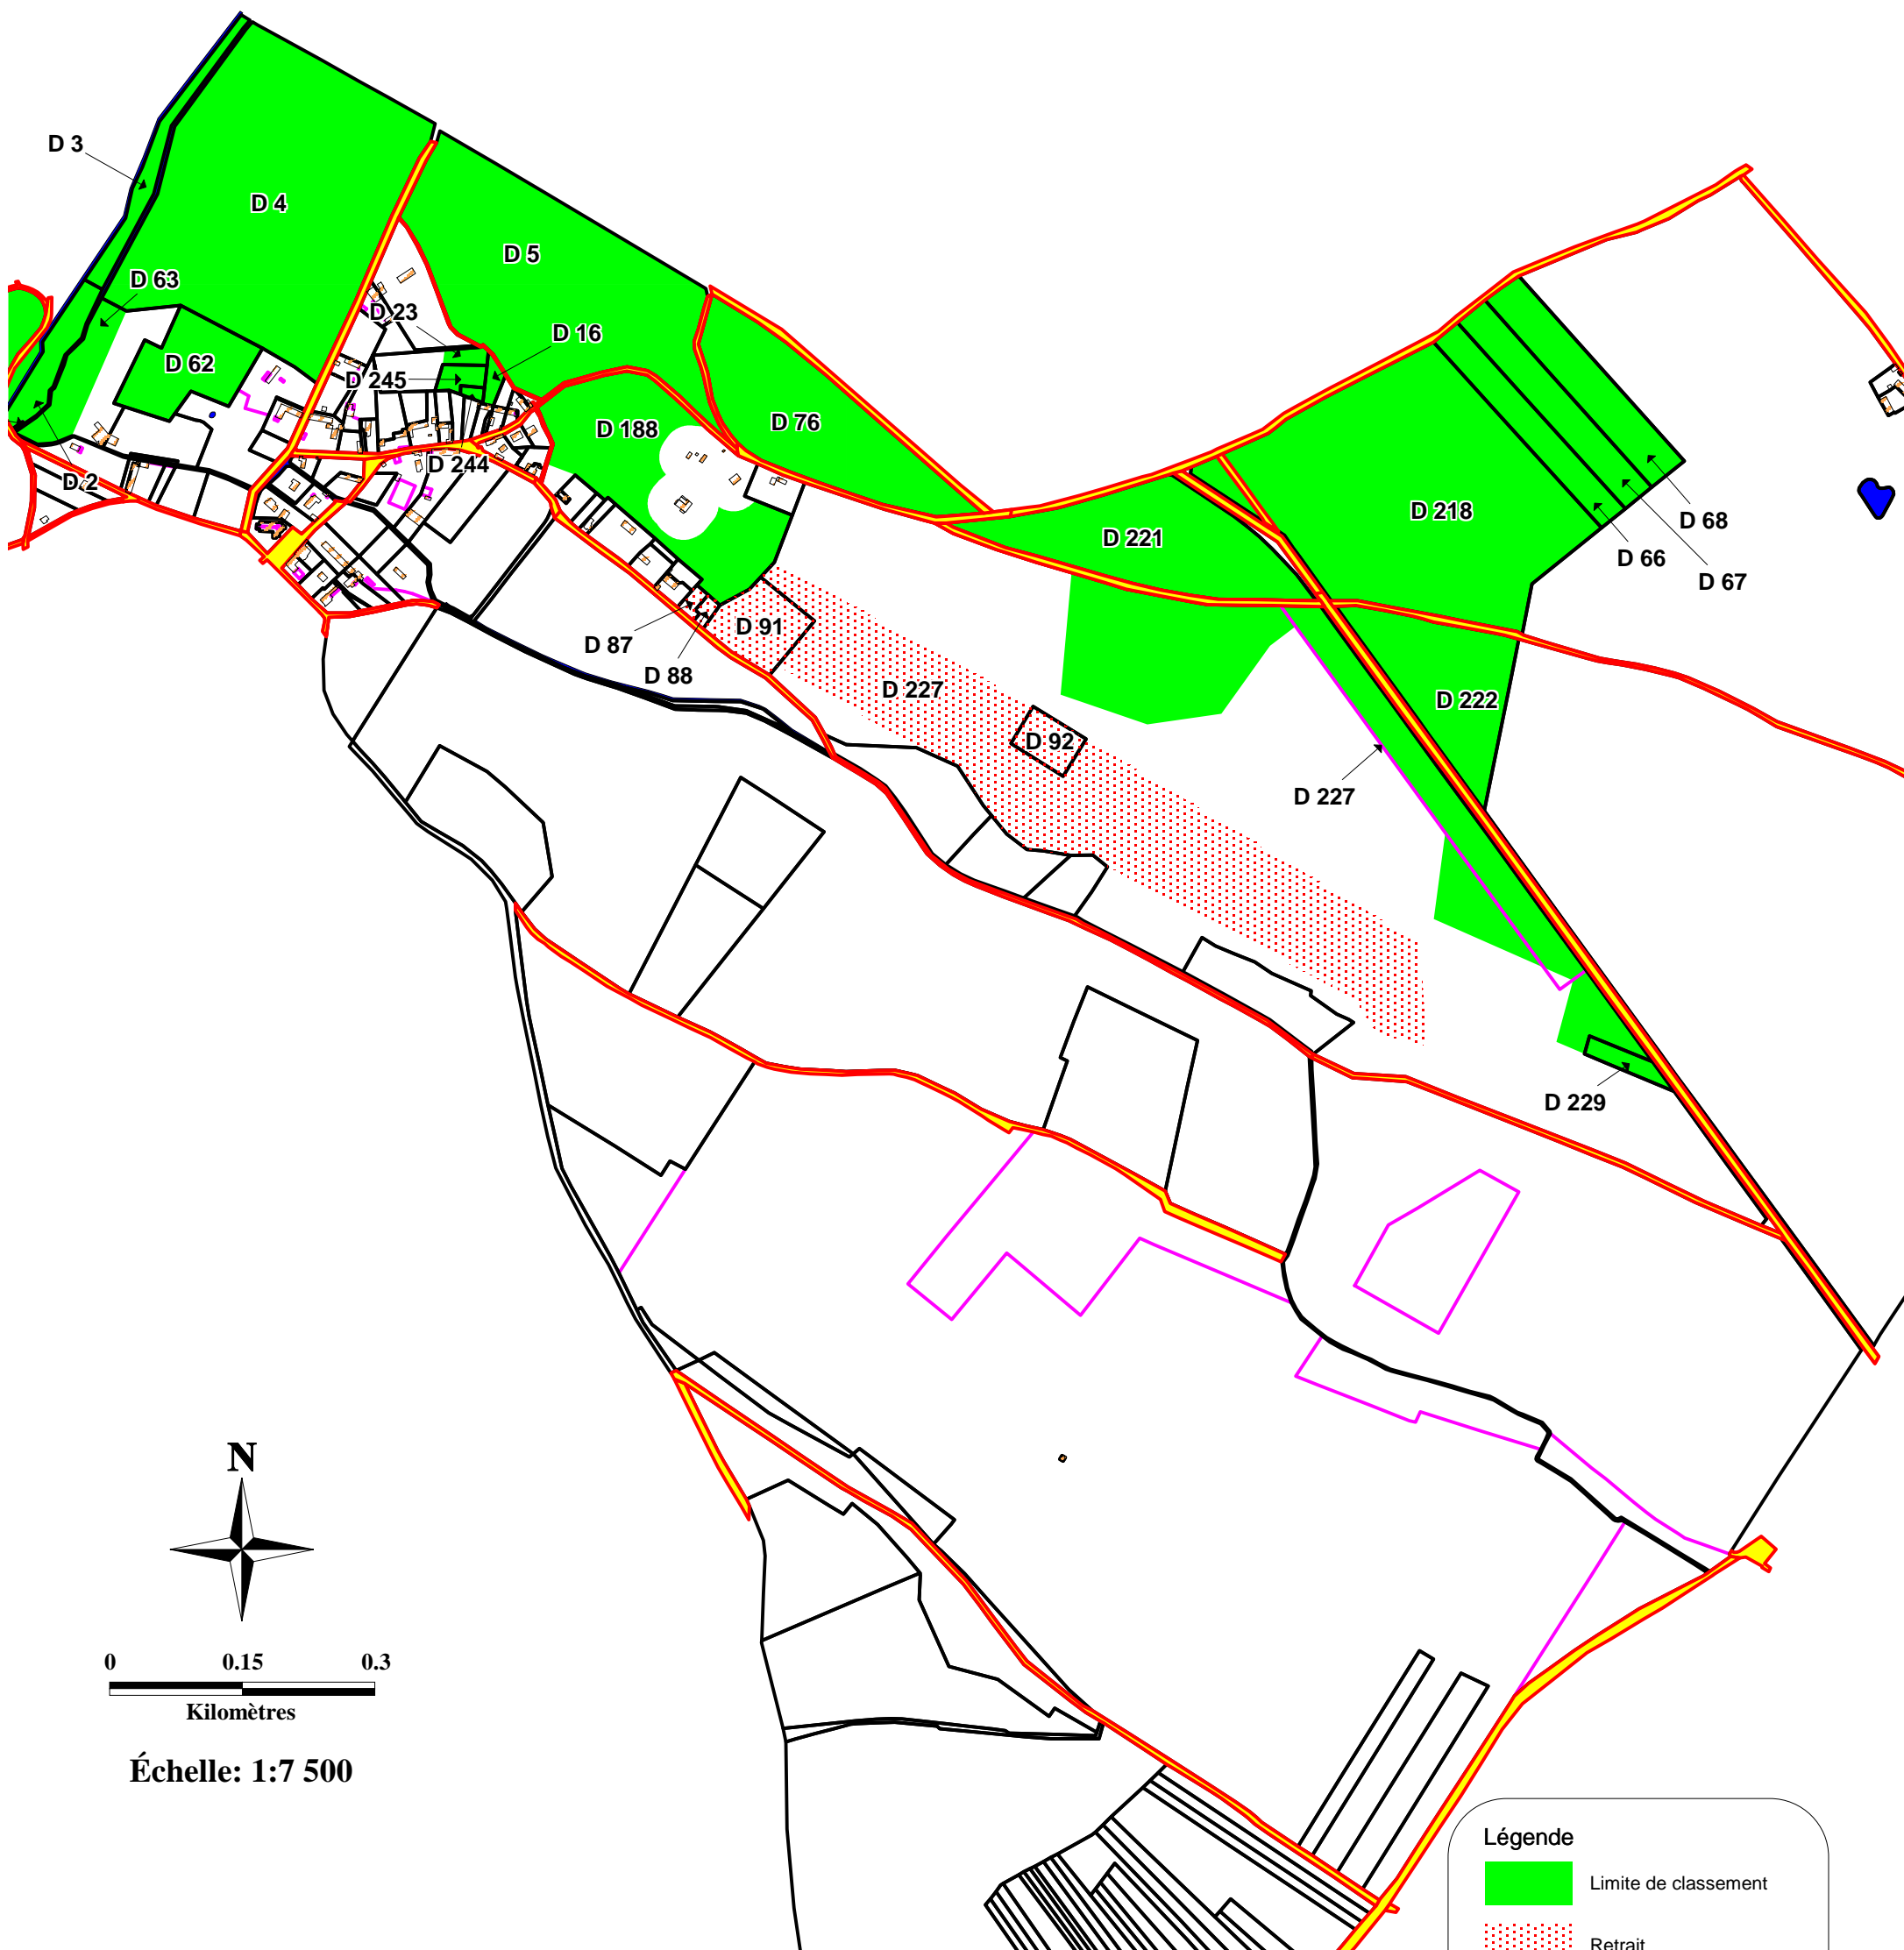 D 3
D 4
D 5
D 63
D 23
D 16
D 62
D 245
D 188
D 76
D 244
D 2
D 218
D 68
D 221
D 66
D 67
D 91
D 87
D 88
D 227
D 222
D 92
D 227
D 229
N
0 0.15 0.3
Kilomètres
Échelle: 1:7 500
Légende
Limite de classement
Retrait